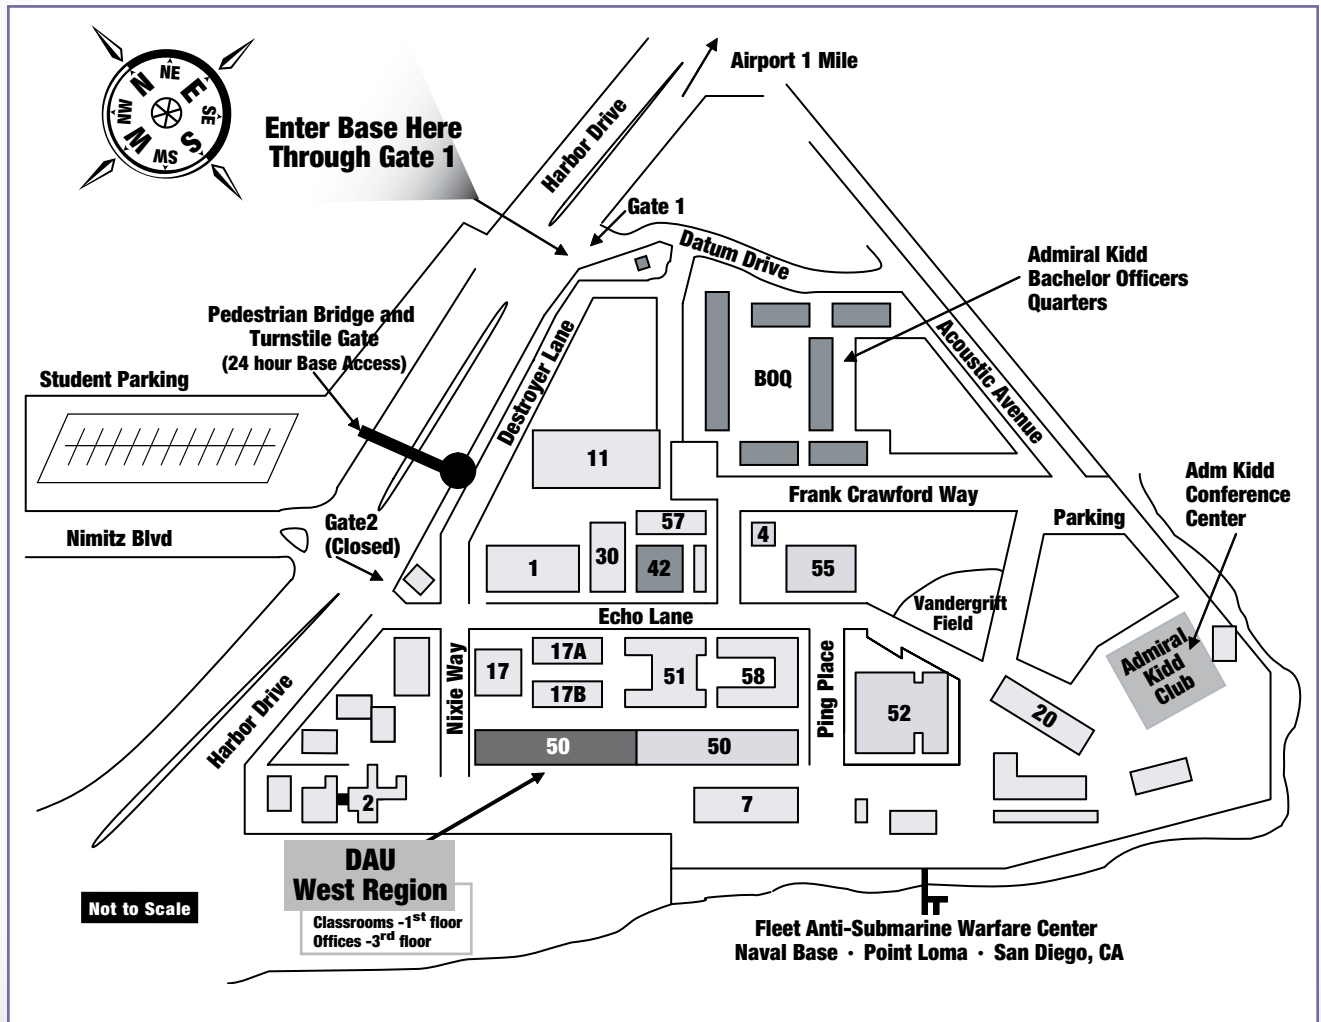 N
NE
E
SE
S
SW
W
NW
Airport 1 Mile
Enter Base Here
Through Gate 1
Harbor Drive
Gate 1
Datum Drive
Admiral Kidd
Bachelor Officers
Quarters
Pedestrian Bridge and
Turnstile Gate
(24 hour Base Access)
Student Parking
Destroyer Lane
BOQ
Acoustic Avenue
11
Adm Kidd
Conference
Center
Frank Crawford Way
Parking
Nimitz Blvd
Gate2
(Closed)
57
4
1
30
42
55
Vandergrift
Field
Echo Lane
Nixie Way
17
17A
17B
51
58
Ping Place
52
20
Admiral
Kidd
Club
Harbor Drive
50
50
2
7
DAU
West Region
Classrooms -1st floor
Offices -3rd floor
Not to Scale
Fleet Anti-Submarine Warfare Center
Naval Base · Point Loma · San Diego, CA